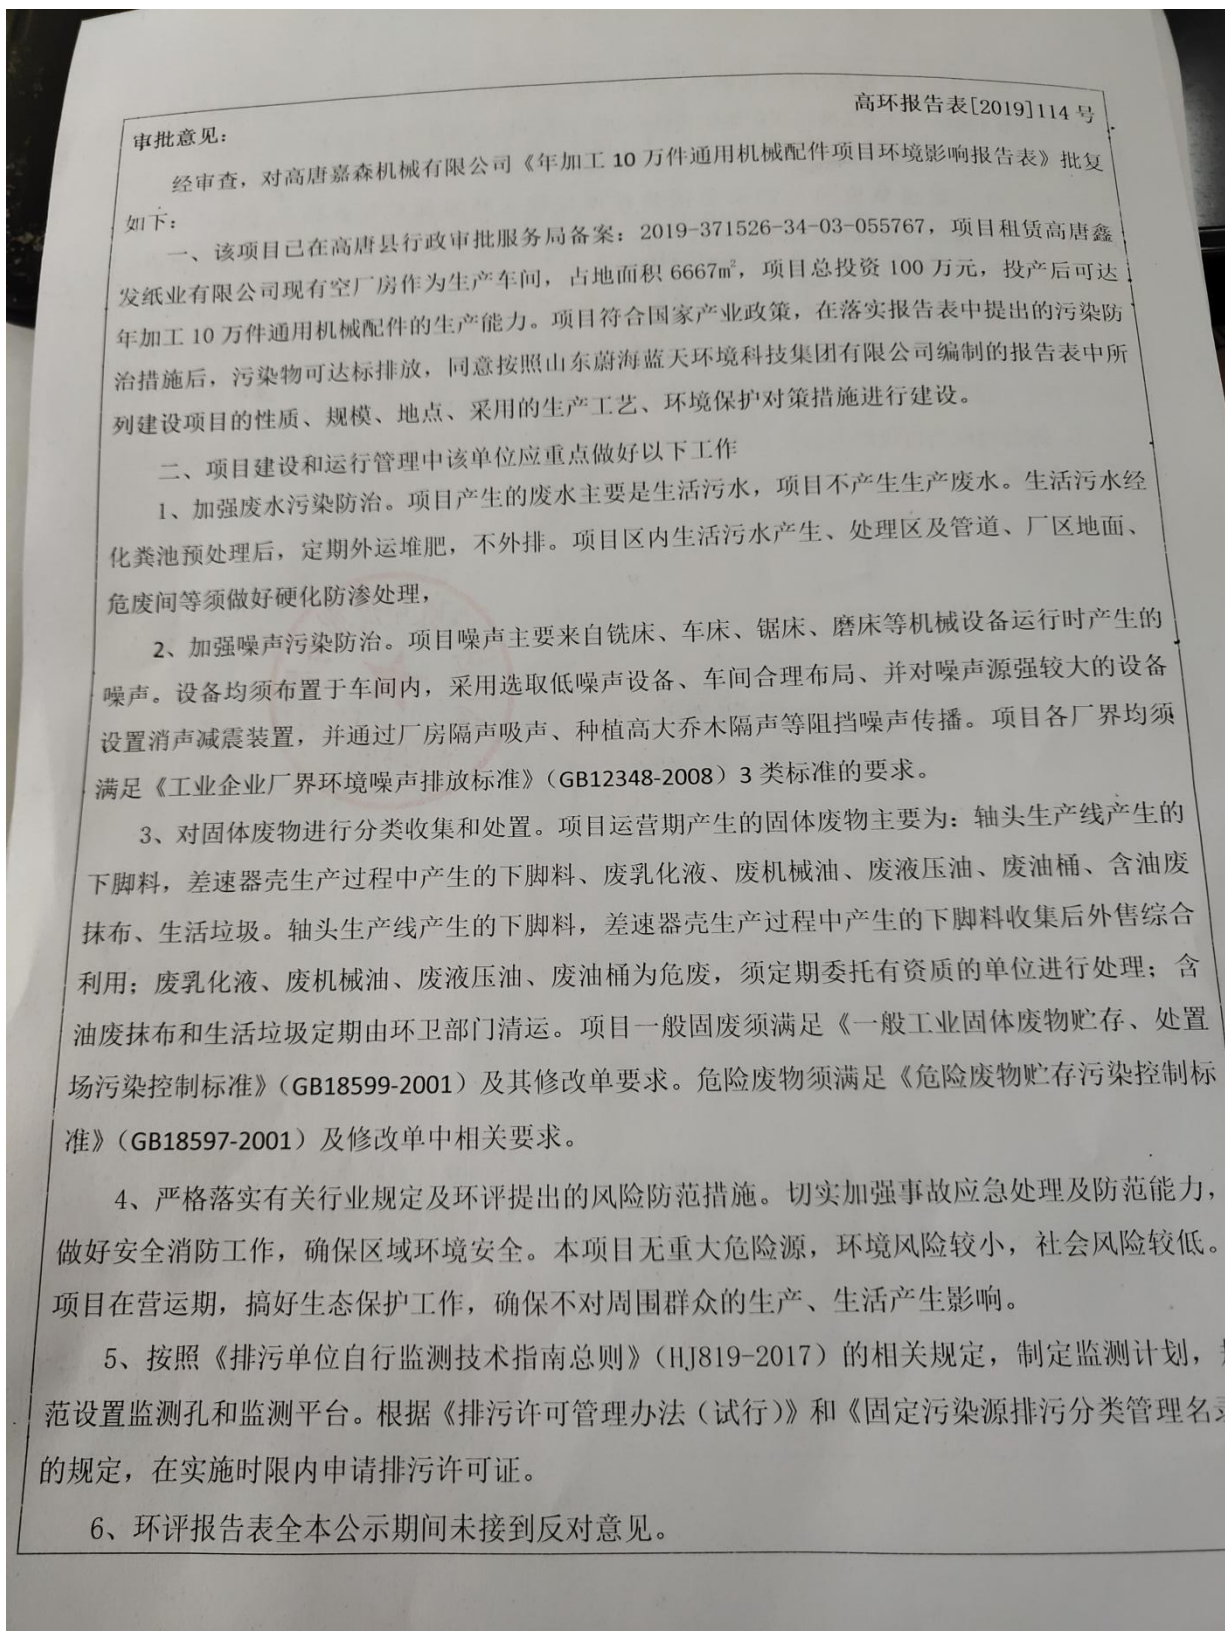 高环报告表[2019]114号
审批意见：
经审查，对高唐嘉森机械有限公司《年加工10万件通用机械配件项目环境影响报告表》批复
如下：
一、该项目已在高唐县行政审批服务局备案：2019-371526-34-03-055767，项目租赁高唐鑫
发纸业有限公司现有空厂房作为生产车间，占地面积6667㎡，项目总投资100万元，投产后可达
年加工10万件通用机械配件的生产能力。项目符合国家产业政策，在落实报告表中提出的污染防
治措施后，污染物可达标排放，同意按照山东蔚海蓝天环境科技集团有限公司编制的报告表中所
列建设项目的性质、规模、地点、采用的生产工艺、环境保护对策措施进行建设。
二、项目建设和运行管理中该单位应重点做好以下工作
1、加强废水污染防治。项目产生的废水主要是生活污水，项目不产生生产废水。生活污水经
化粪池预处理后，定期外运堆肥，不外排。项目区内生活污水产生、处理区及管道、厂区地面、
危废间等须做好硬化防渗处理，
2、加强噪声污染防治。项目噪声主要来自铣床、车床、锯床、磨床等机械设备运行时产生的
噪声。设备均须布置于车间内，采用选取低噪声设备、车间合理布局、并对噪声源强较大的设备
设置消声减震装置，并通过厂房隔声吸声、种植高大乔木隔声等阻挡噪声传播。项目各厂界均须
满足《工业企业厂界环境噪声排放标准》（GB12348-2008）3类标准的要求。
3、对固体废物进行分类收集和处置。项目运营期产生的固体废物主要为：轴头生产线产生的
下脚料，差速器壳生产过程中产生的下脚料、废乳化液、废机械油、废液压油、废油桶、含油废
抹布、生活垃圾。轴头生产线产生的下脚料，差速器壳生产过程中产生的下脚料收集后外售综合
利用；废乳化液、废机械油、废液压油、废油桶为危废，须定期委托有资质的单位进行处理；含
油废抹布和生活垃圾定期由环卫部门清运。项目一般固废须满足《一般工业固体废物贮存、处置
场污染控制标准》（GB18599-2001）及其修改单要求。危险废物须满足《危险废物贮存污染控制标
准》（GB18597-2001）及修改单中相关要求。
4、严格落实有关行业规定及环评提出的风险防范措施。切实加强事故应急处理及防范能力，
做好安全消防工作，确保区域环境安全。本项目无重大危险源，环境风险较小，社会风险较低。
项目在营运期，搞好生态保护工作，确保不对周围群众的生产、生活产生影响。
5、按照《排污单位自行监测技术指南总则》（HJ819-2017）的相关规定，制定监测计划，
范设置监测孔和监测平台。根据《排污许可管理办法（试行）》和《固定污染源排污分类管理名录
的规定，在实施时限内申请排污许可证。
6、环评报告表全本公示期间未接到反对意见。